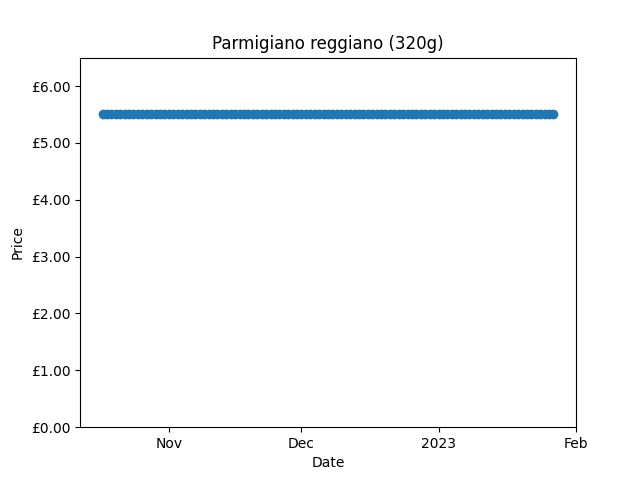 Parmigiano reggiano (320g)
£6.00
£5.00
£4.00
£3.00
£2.00
£1.00
£0.00
Price
Nov Dec 2023 Feb
Date